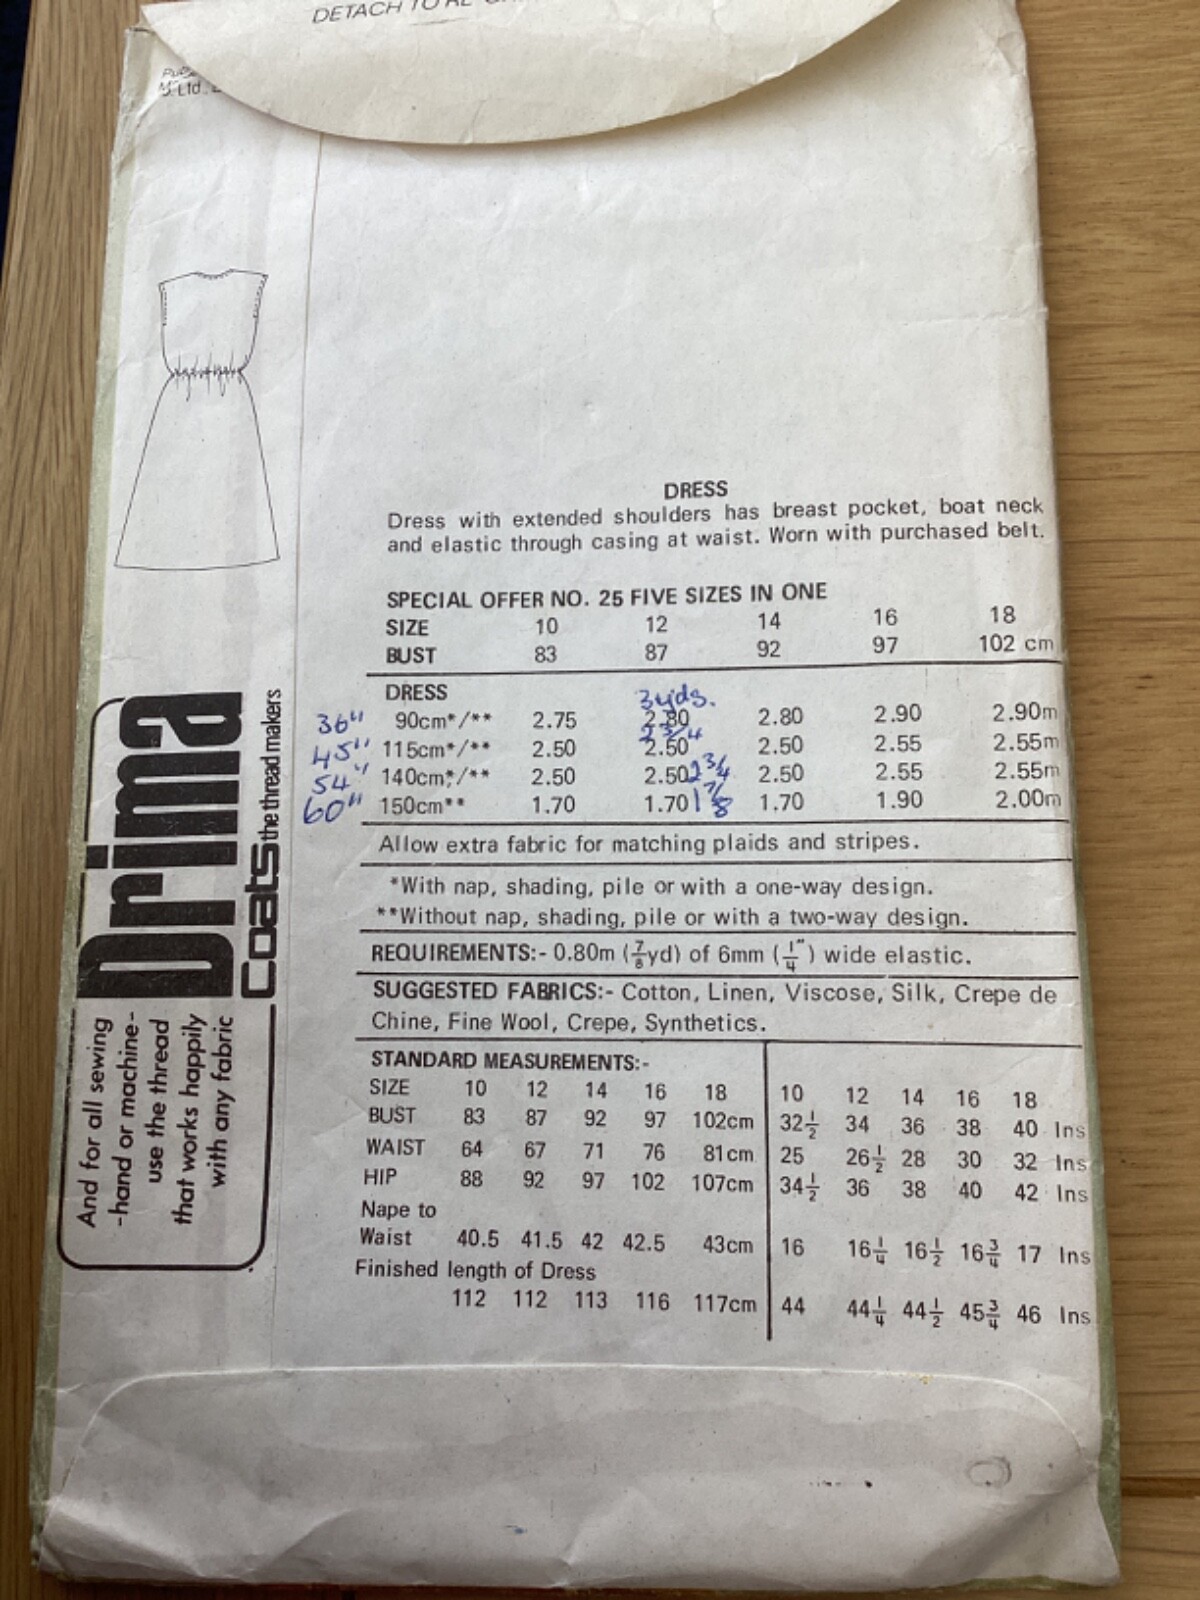 DETACH TO RE
Ltd.
DRESS
Dress with extended shoulders has breast pocket, boat neck
and elastic through casing at waist. Worn with purchased belt.
SPECIAL OFFER NO. 25 FIVE SIZES IN ONE
SIZE 10 12 14 16 18
BUST 83 87 92 97 102 cm
DRESS 3yds.
36" 90cm*/** 2.75 2.80 2.80 2.90 2.90m
2 3/4
45" 115cm*/** 2.50 2.50 2.50 2.55 2.55m
54" 140cm*/** 2.50 2.50 2 3/4 2.50 2.55 2.55m
60" 150cm** 1.70 1.70 1 7/8 1.70 1.90 2.00m
Allow extra fabric for matching plaids and stripes.
*With nap, shading, pile or with a one-way design.
**Without nap, shading, pile or with a two-way design.
REQUIREMENTS:- 0.80m (7/8yd) of 6mm (1/4") wide elastic.
SUGGESTED FABRICS:- Cotton, Linen, Viscose, Silk, Crepe de
Chine, Fine Wool, Crepe, Synthetics.
STANDARD MEASUREMENTS:-
SIZE 10 12 14 16 18 10 12 14 16 18
BUST 83 87 92 97 102cm 32 1/2 34 36 38 40 Ins
WAIST 64 67 71 76 81cm 25 26 1/2 28 30 32 Ins
HIP 88 92 97 102 107cm 34 1/2 36 38 40 42 Ins
Nape to
Waist 40.5 41.5 42 42.5 43cm 16 16 1/4 16 1/2 16 3/4 17 Ins
Finished length of Dress
112 112 113 116 117cm 44 44 1/4 44 1/2 45 3/4 46 Ins
Drima
Coats the thread makers
And for all sewing
-hand or machine-
use the thread
that works happily
with any fabric